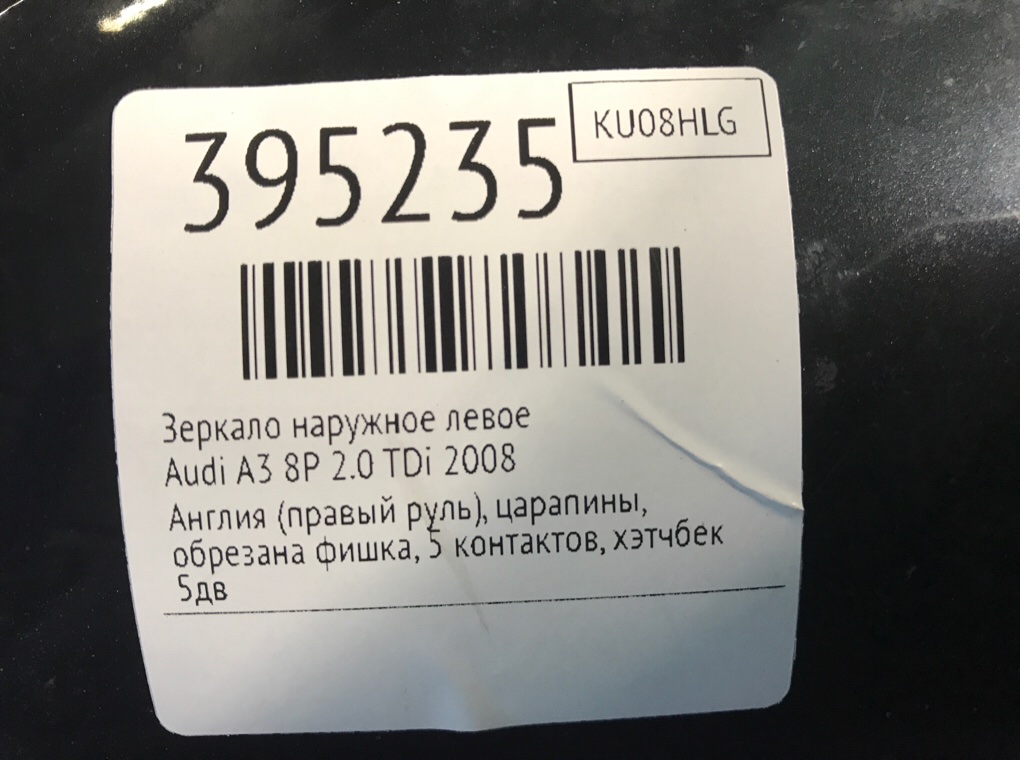 395235
KU08HLG
Зеркало наружное левое
Audi A3 8P 2.0 TDi 2008
Англия (правый руль), царапины,
обрезана фишка, 5 контактов, хэтчбек
5дв